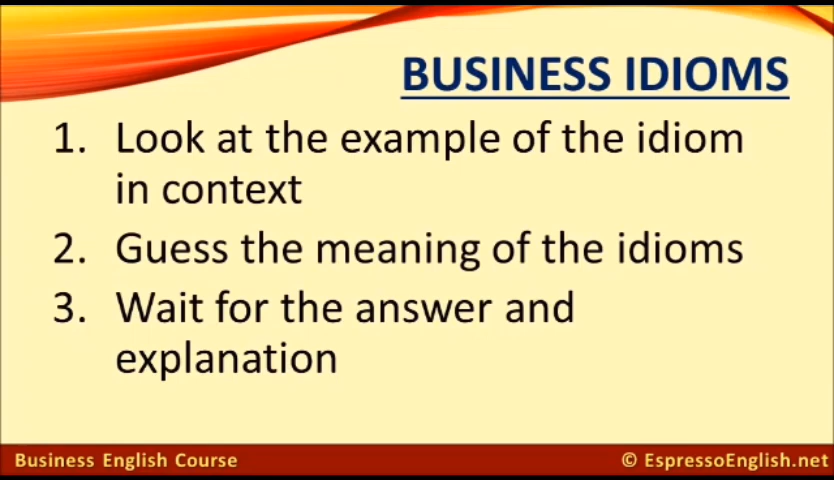 BUSINESS IDIOMS
1. Look at the example of the idiom
in context
2. Guess the meaning of the idioms
3. Wait for the answer and
explanation
Business English Course
© EspressoEnglish.net